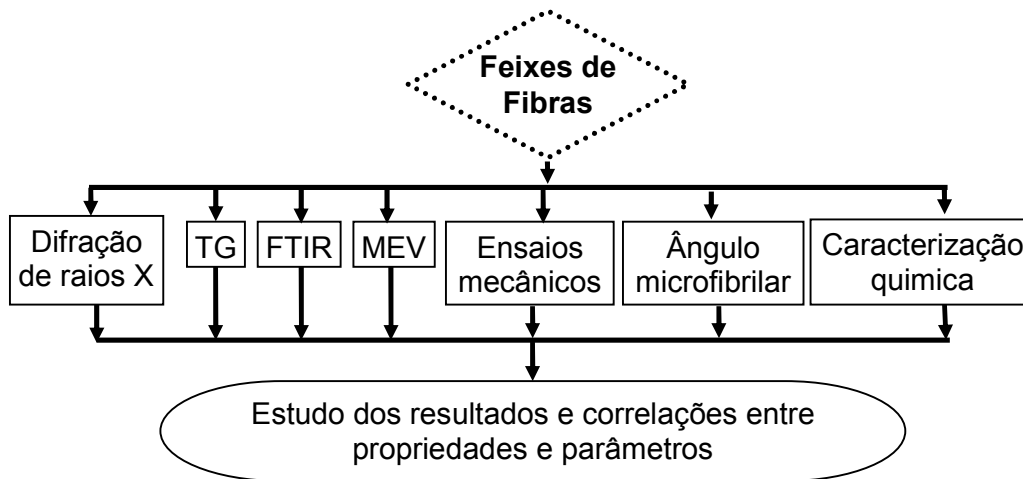 Feixes de
Fibras
Difração
de raios X
TG
FTIR
MEV
Ensaios
mecânicos
Ângulo
microfibrilar
Caracterização
quimica
Estudo dos resultados e correlações entre
propriedades e parâmetros